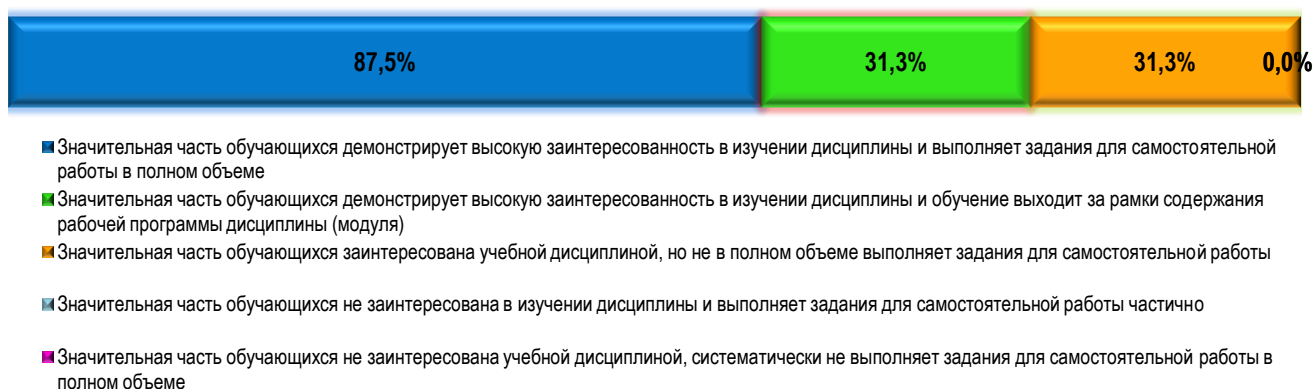 87,5% 31,3% 31,3% 0,0%
Значительная часть обучающихся демонстрирует высокую заинтересованность в изучении дисциплины и выполняет задания для самостоятельной
работы в полном объеме
Значительная часть обучающихся демонстрирует высокую заинтересованность в изучении дисциплины и обучение выходит за рамки содержания
рабочей программы дисциплины (модуля)
Значительная часть обучающихся заинтересована учебной дисциплиной, но не в полном объеме выполняет задания для самостоятельной работы
Значительная часть обучающихся не заинтересована в изучении дисциплины и выполняет задания для самостоятельной работы частично
Значительная часть обучающихся не заинтересована учебной дисциплиной, систематически не выполняет задания для самостоятельной работы в
полном объеме